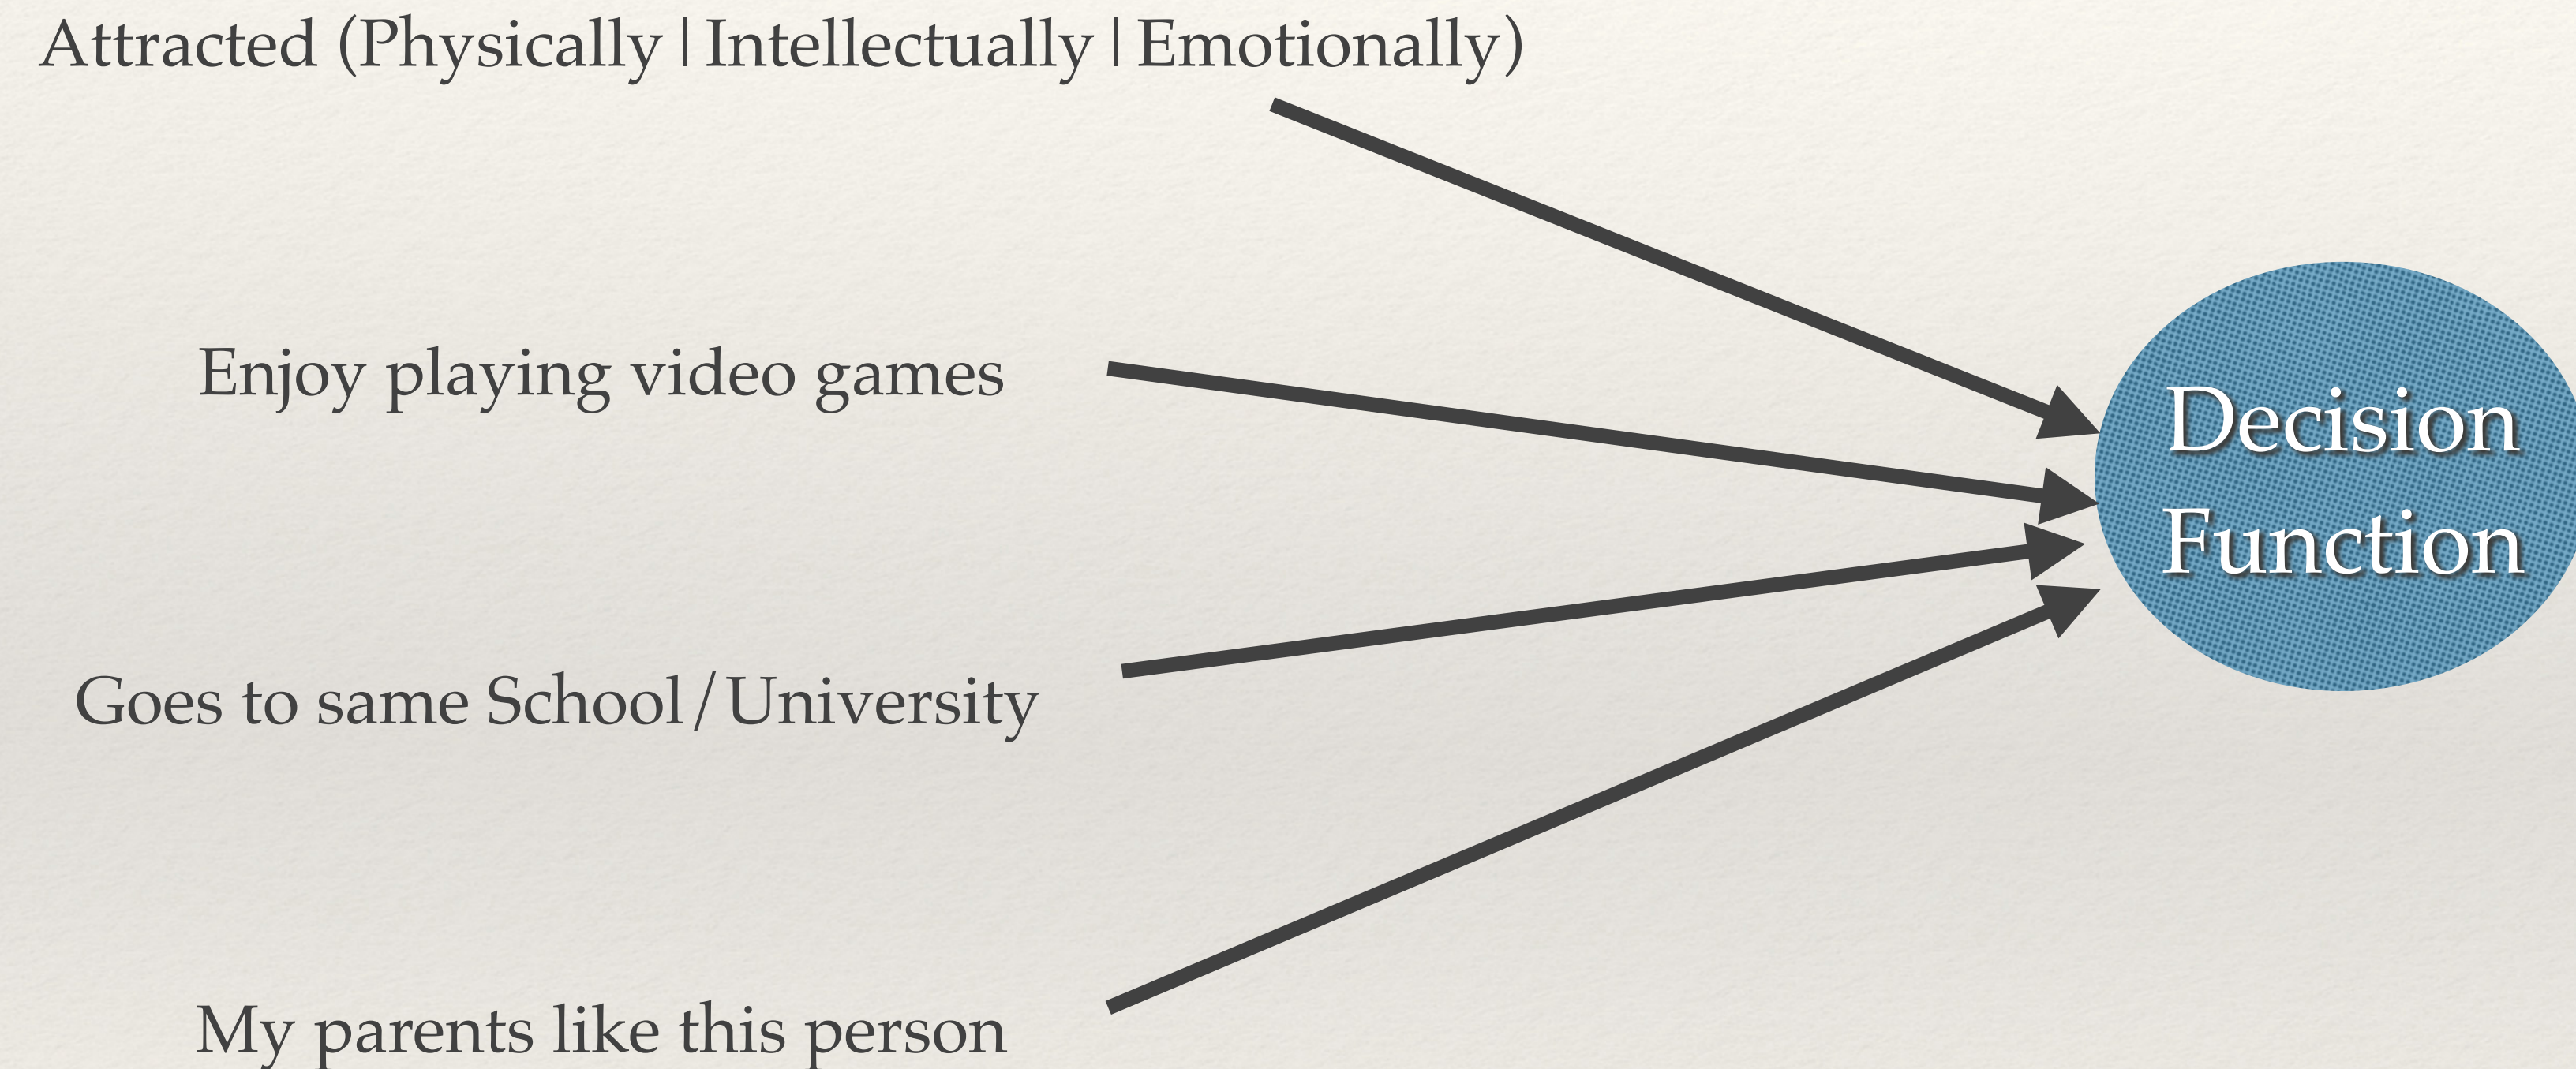 Attracted (Physically | Intellectually | Emotionally)
Enjoy playing video games
Decision
Function
Goes to same School/University
My parents like this person